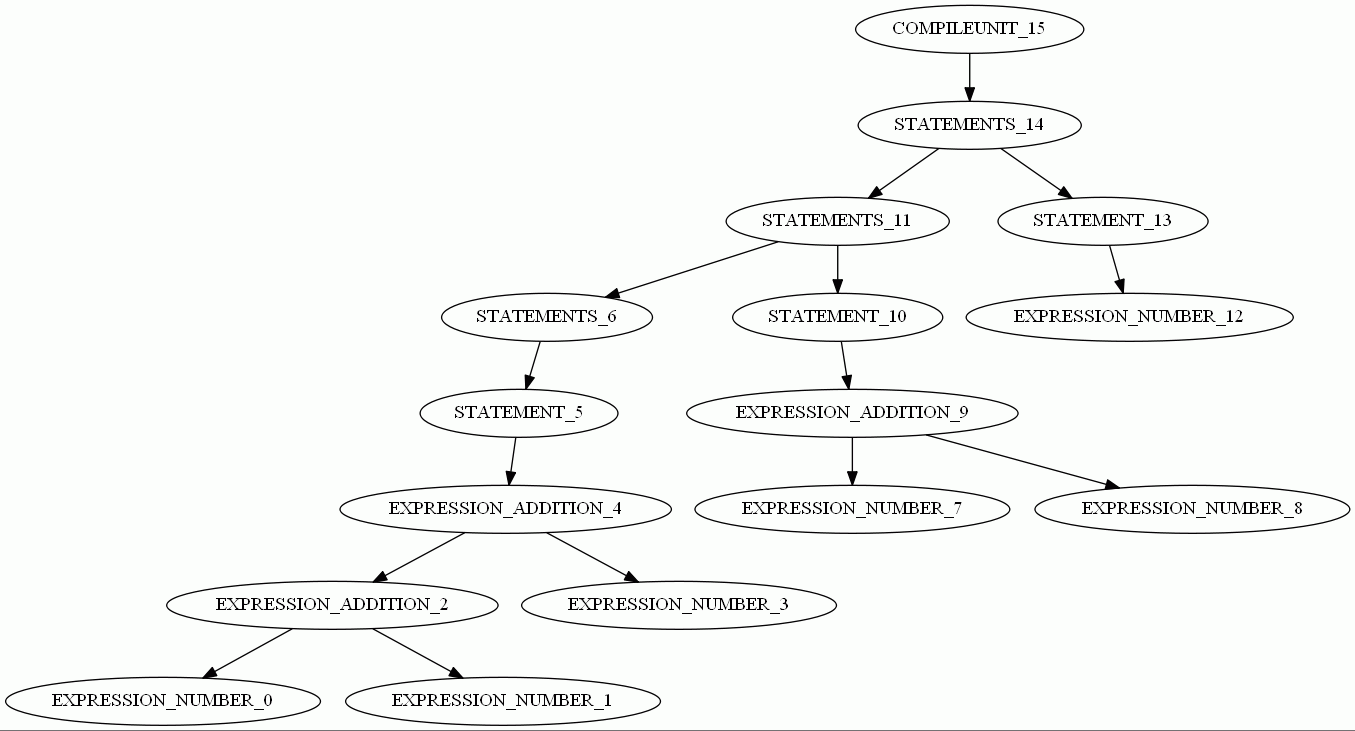 COMPILEUNIT_15
STATEMENTS_14
STATEMENTS_11
STATEMENT_13
STATEMENTS_6
STATEMENT_10
EXPRESSION_NUMBER_12
STATEMENT_5
EXPRESSION_ADDITION_9
EXPRESSION_ADDITION_4
EXPRESSION_NUMBER_7
EXPRESSION_NUMBER_8
EXPRESSION_ADDITION_2
EXPRESSION_NUMBER_3
EXPRESSION_NUMBER_0
EXPRESSION_NUMBER_1